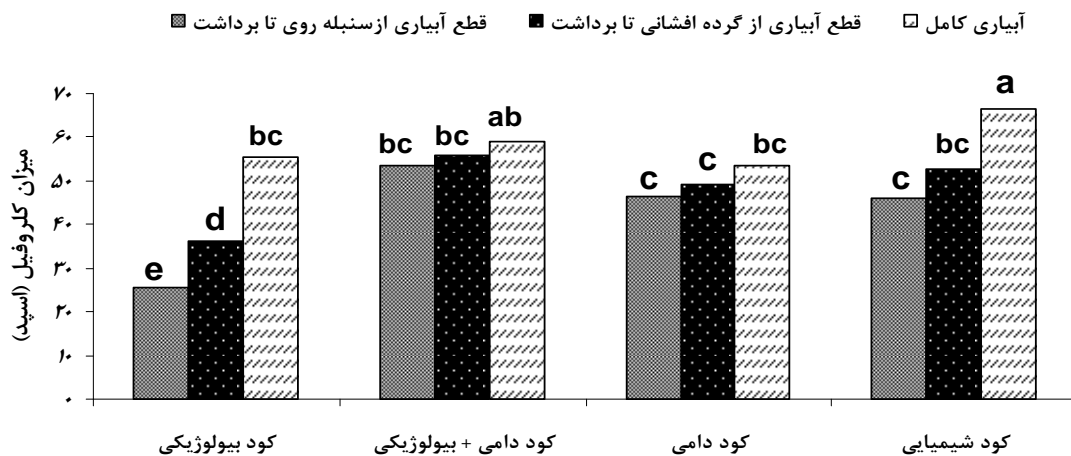 آبیاری کامل
قطع آبیاری از گرده افشانی تا برداشت
قطع آبیاری ازسنبله روی تا برداشت
میزان کلروفیل (اسپد)
۷۰
۶۰
۵۰
۴۰
۳۰
۲۰
۱۰
۰
e
d
bc
bc
bc
ab
c
c
bc
c
bc
a
کود بیولوژیکی
کود دامی + بیولوژیکی
کود دامی
کود شیمیایی